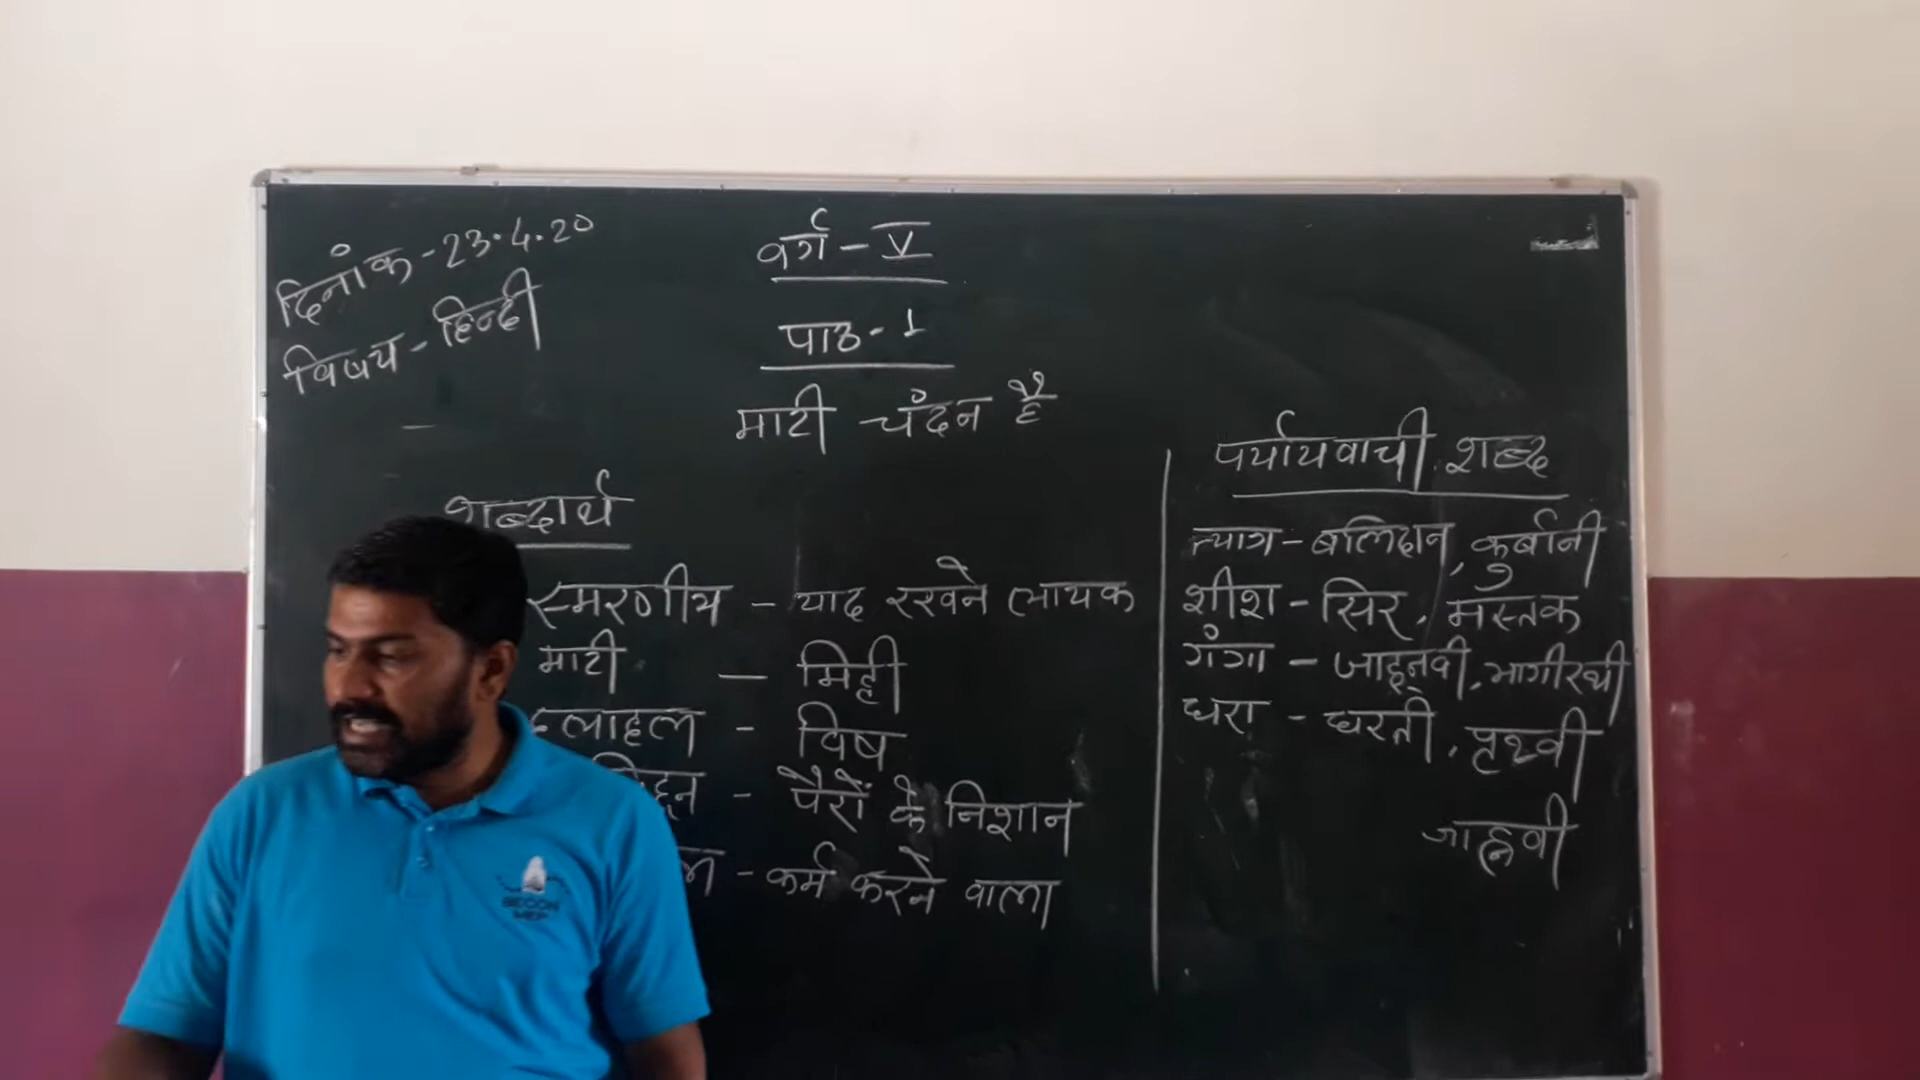 दिनांक - 23.4.20
विषय - हिन्दी
वर्ग - V
पाठ - 1
माटी चंदन है
शब्दार्थ
स्मरणीय - याद रखने लायक
माटी - मिट्टी
हलाहल - विष
- पैरों के निशान
- कर्म करने वाला
पर्यायवाची शब्द
त्याग - बलिदान, कुर्बानी
शीश - सिर, मस्तक
गंगा - जाह्नवी, भागीरथी
धरा - धरती, पृथ्वी
जाह्नवी